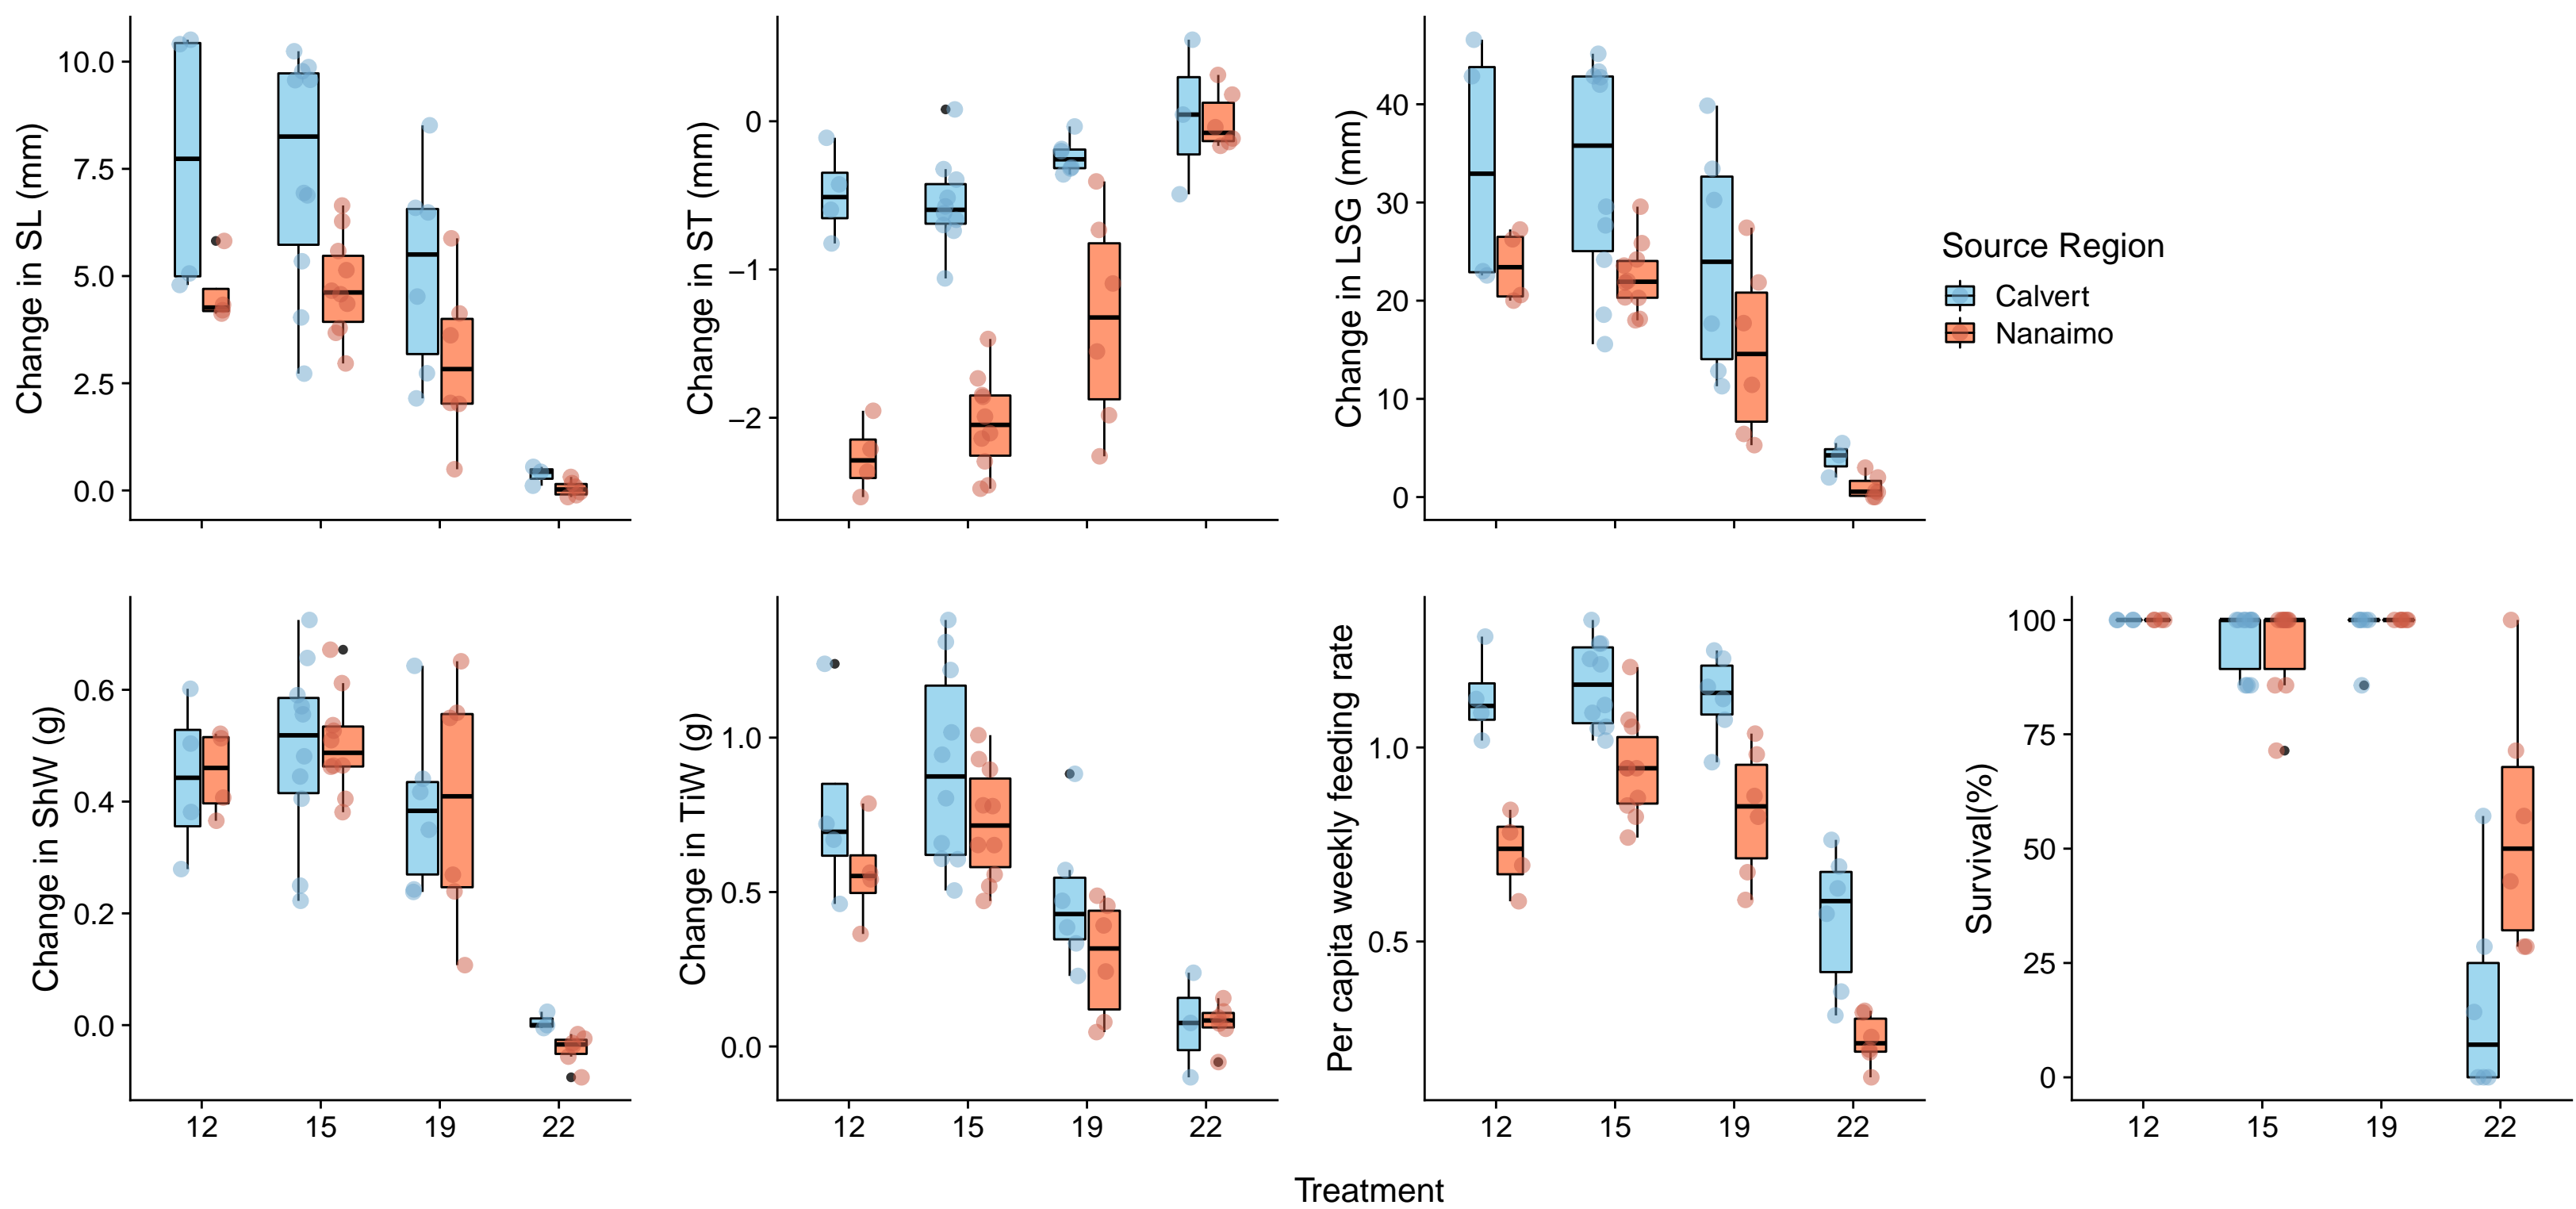 Change in SL (mm)
10.0
7.5
5.0
2.5
0.0
Change in ST (mm)
0
−1
−2
Change in LSG (mm)
40
30
20
10
0
Source Region
Calvert
Nanaimo
Change in ShW (g)
0.6
0.4
0.2
0.0
12 15 19 22
Change in TiW (g)
1.0
0.5
0.0
12 15 19 22
Per capita weekly feeding rate
1.0
0.5
12 15 19 22
Survival(%)
100
75
50
25
0
12 15 19 22
Treatment